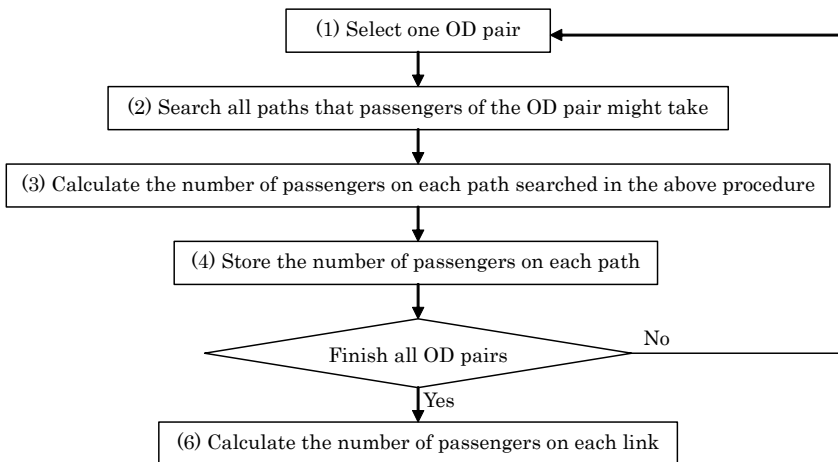 (1) Select one OD pair
(2) Search all paths that passengers of the OD pair might take
(3) Calculate the number of passengers on each path searched in the above procedure
(4) Store the number of passengers on each path
Finish all OD pairs
No
Yes
(6) Calculate the number of passengers on each link